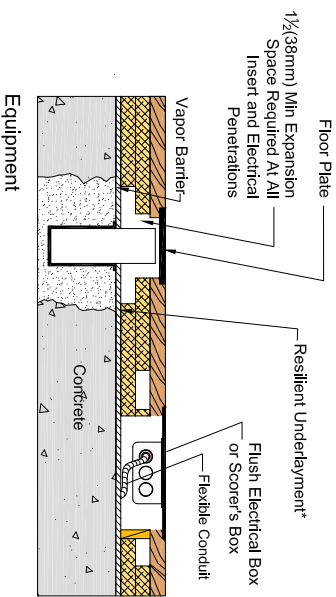 Floor Plate
1½(38mm) Min Expansion
Space Required At All
Insert and Electrical
Penetrations
Vapor Barrier
Resilient Underlayment*
Flush Electrical Box
or Scorer's Box
Flexible Conduit
Concrete
Equipment